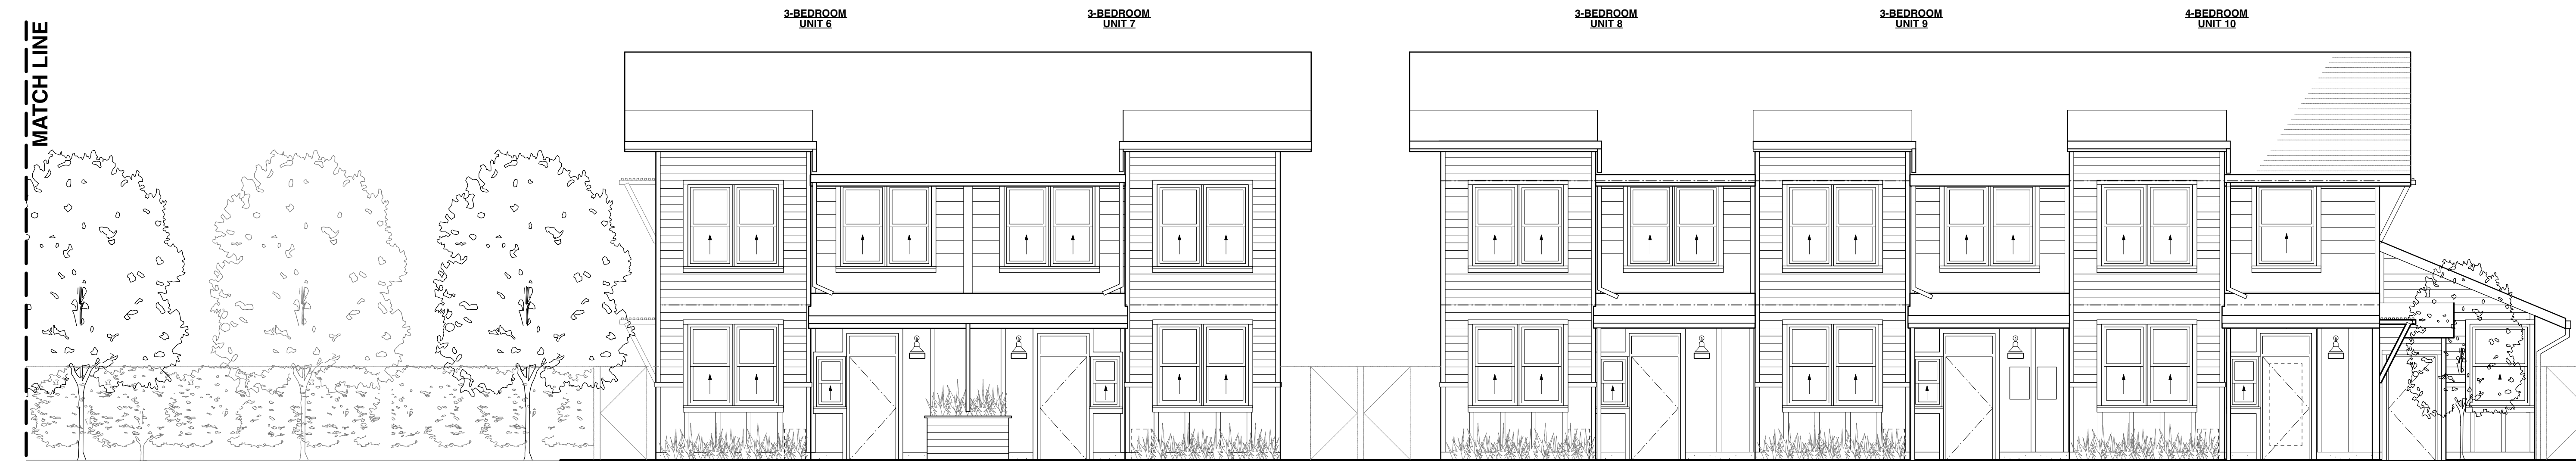 MATCH LINE
3-BEDROOM
UNIT 6
3-BEDROOM
UNIT 7
3-BEDROOM
UNIT 8
3-BEDROOM
UNIT 9
4-BEDROOM
UNIT 10